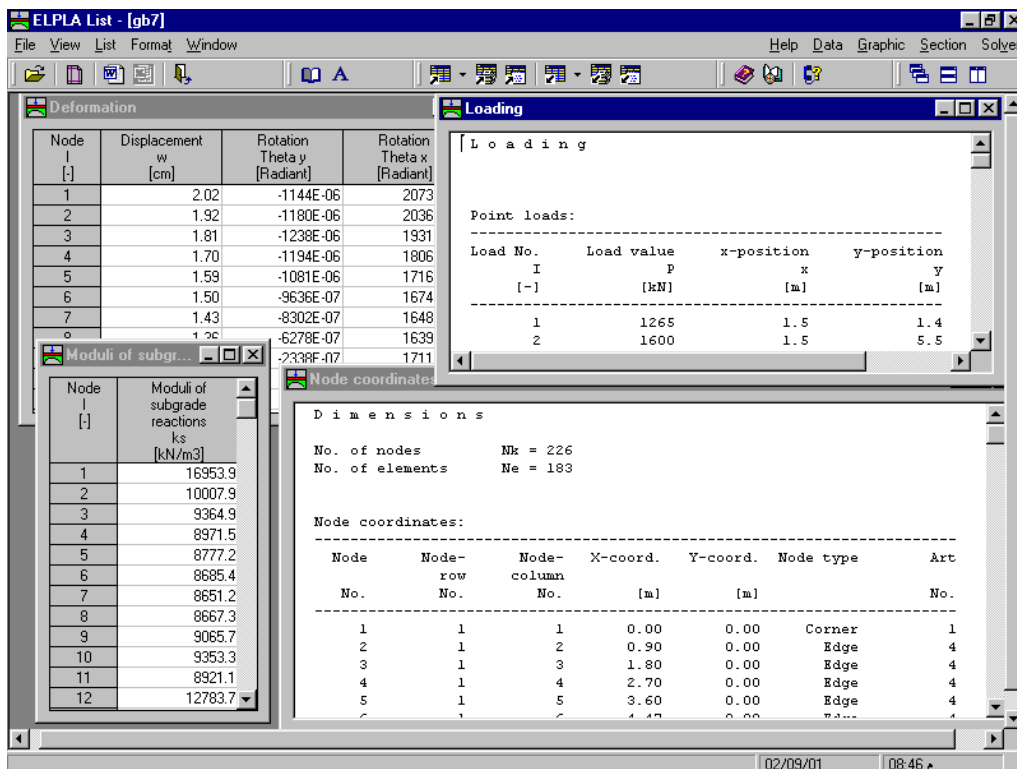 ELPLA List - [gb7]
File View List Format Window Help Data Graphic Section Solve
Deformation
Node Displacement Rotation Rotation
I w Theta y Theta x
[-] [cm] [Radiant] [Radiant]
1 2.02 -1144E-06 2073
2 1.92 -1180E-06 2036
3 1.81 -1238E-06 1931
4 1.70 -1194E-06 1806
5 1.59 -1081E-06 1716
6 1.50 -9636E-07 1674
7 1.43 -8302E-07 1648
-6278E-07 1639
-2338E-07 1711
Loading
L o a d i n g
Point loads:
Load No. Load value x-position y-position
I P x y
[-] [kN] [m] [m]
1 1265 1.5 1.4
2 1600 1.5 5.5
Moduli of subgr...
Node Moduli of
I subgrade
[-] reactions
ks
[kN/m3]
1 16953.9
2 10007.9
3 9364.9
4 8971.5
5 8777.2
6 8685.4
7 8651.2
8 8667.3
9 9065.7
10 9353.3
11 8921.1
12 12783.7
Node coordinates
D i m e n s i o n s
No. of nodes Nk = 226
No. of elements Ne = 183
Node coordinates:
Node Node- Node- X-coord. Y-coord. Node type Art
row column
No. No. No. [m] [m] No.
1 1 1 0.00 0.00 Corner 1
2 1 2 0.90 0.00 Edge 4
3 1 3 1.80 0.00 Edge 4
4 1 4 2.70 0.00 Edge 4
5 1 5 3.60 0.00 Edge 4
02/09/01 08:46 م